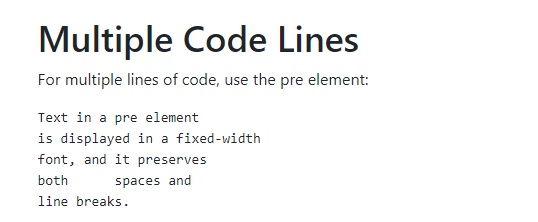 Multiple Code Lines
For multiple lines of code, use the pre element:
Text in a pre element
is displayed in a fixed-width
font, and it preserves
both      spaces and
line breaks.